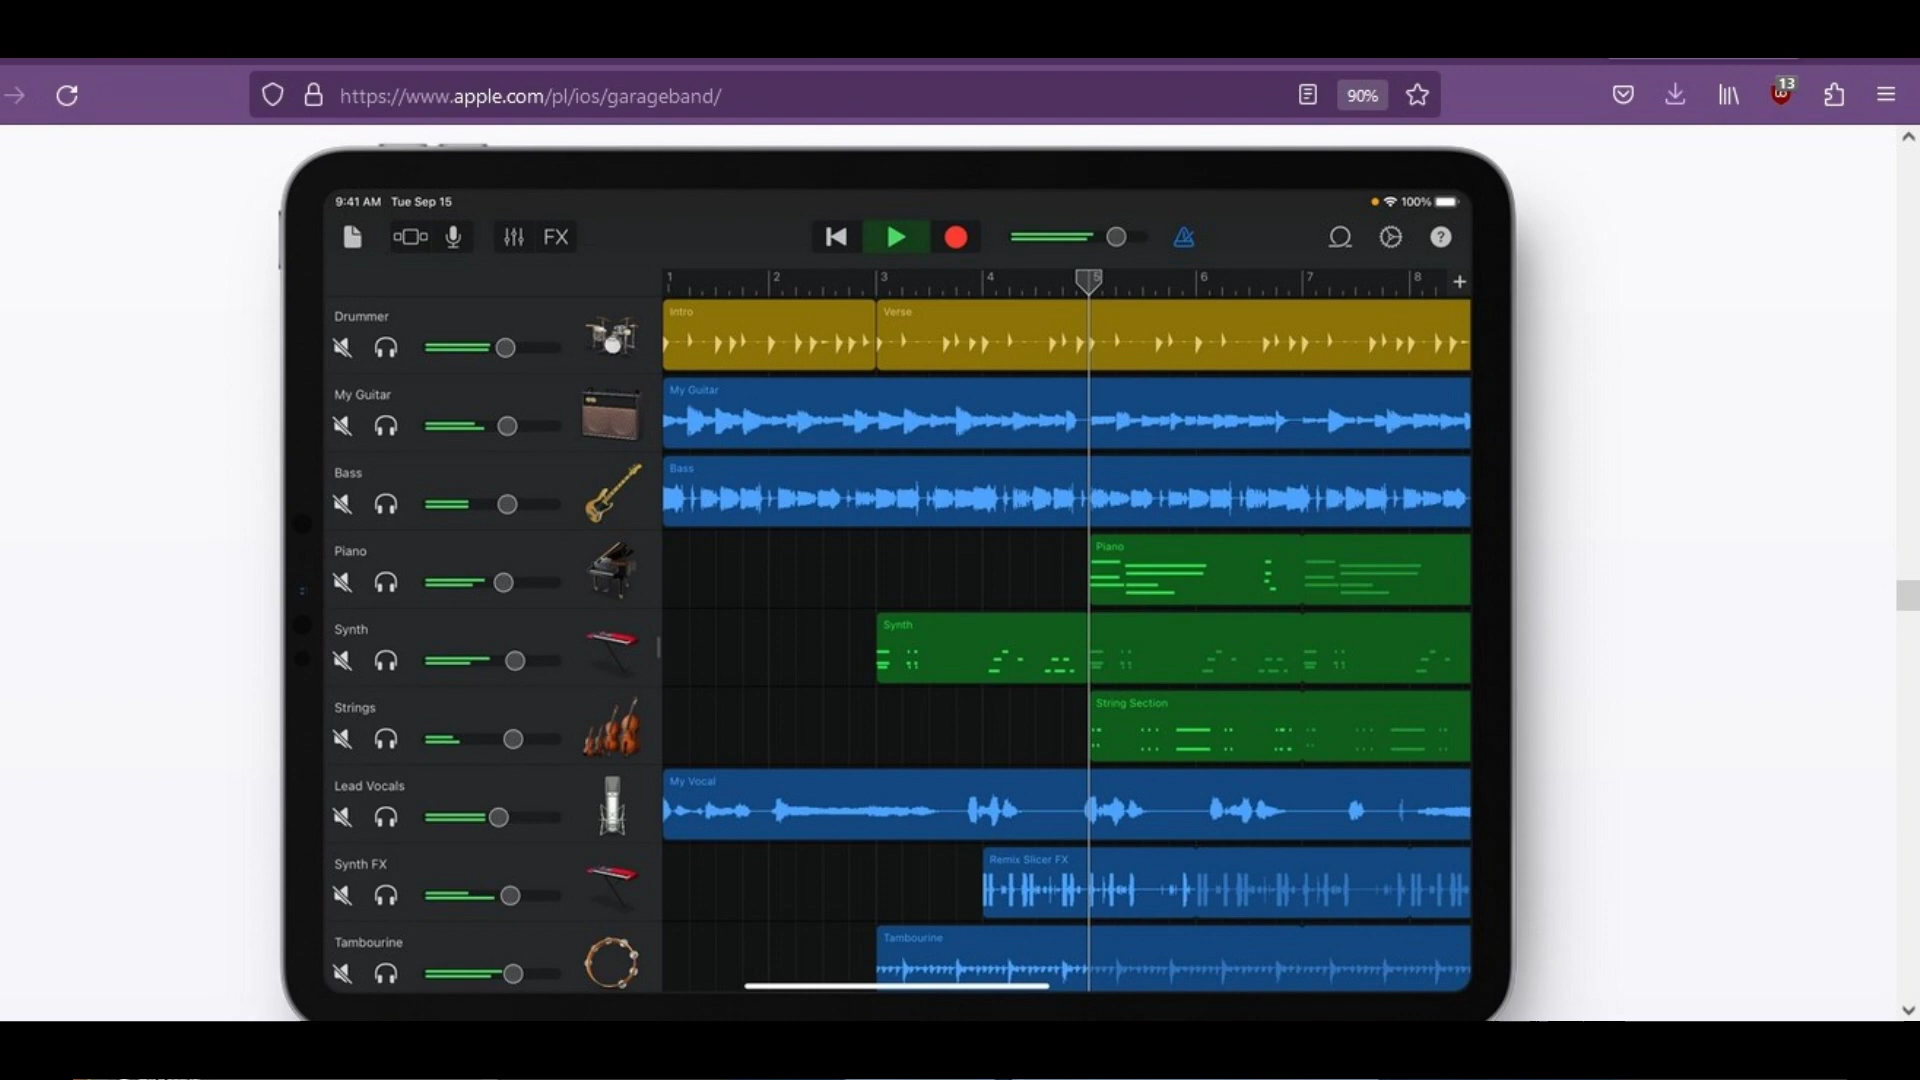 https://www.apple.com/pl/ios/garageband/
90%
13
9:41 AM Tue Sep 15
100%
FX
?
1 2 3 4 5 6 7 8 +
Drummer
Intro
Verse
My Guitar
My Guitar
Bass
Bass
Piano
Piano
Synth
Synth
Strings
String Section
Lead Vocals
My Vocal
Synth FX
Remix Slicer FX
Tambourine
Tambourine